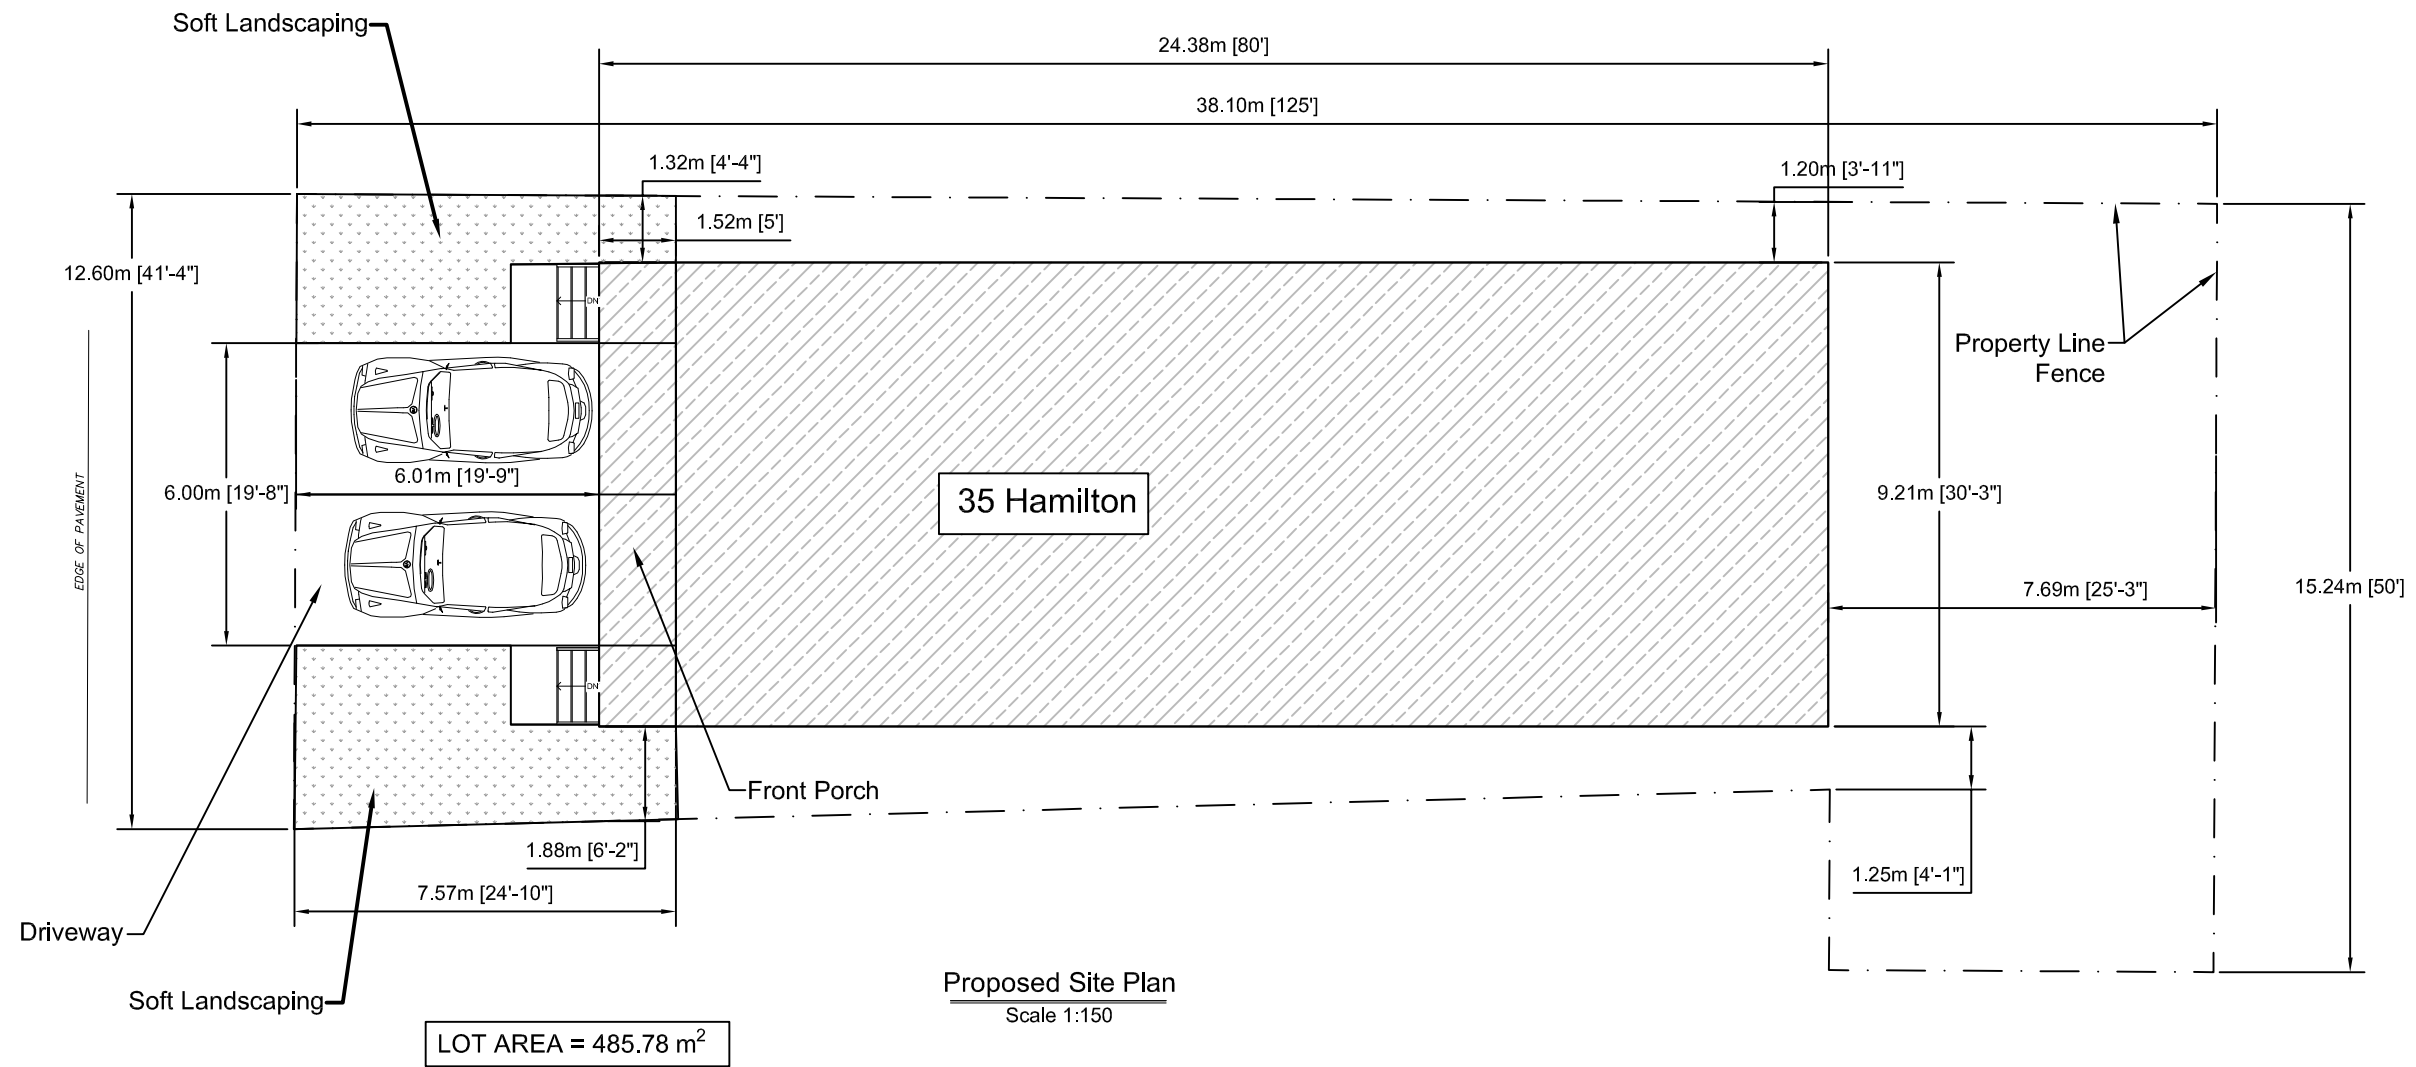 Soft Landscaping
24.38m [80']
38.10m [125']
1.32m [4'-4"]
1.20m [3'-11"]
1.52m [5']
12.60m [41'-4"]
DN
Property Line
Fence
6.01m [19'-9"]
6.00m [19'-8"]
35 Hamilton
9.21m [30'-3"]
EDGE OF PAVEMENT
7.69m [25'-3"]
15.24m [50']
DN
Front Porch
1.88m [6'-2"]
1.25m [4'-1"]
7.57m [24'-10"]
Driveway
Soft Landscaping
Proposed Site Plan
Scale 1:150
LOT AREA = 485.78 m²